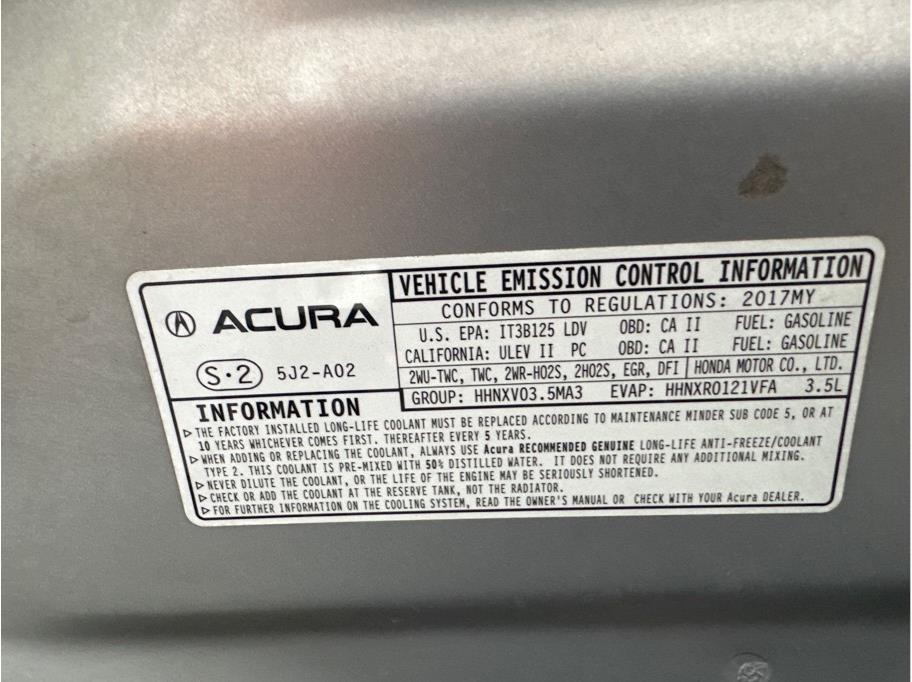 ACURA
S·2 5J2-A02
VEHICLE EMISSION CONTROL INFORMATION
CONFORMS TO REGULATIONS: 2017MY
U.S. EPA: IT3B125 LDV OBD: CA II FUEL: GASOLINE
CALIFORNIA: ULEV II PC OBD: CA II FUEL: GASOLINE
2WU-TWC, TWC, 2WR-HO2S, 2HO2S, EGR, DFI HONDA MOTOR CO., LTD.
GROUP: HHNXV03.5MA3 EVAP: HHNXR0121VFA 3.5L
INFORMATION
▷ THE FACTORY INSTALLED LONG-LIFE COOLANT MUST BE REPLACED ACCORDING TO MAINTENANCE MINDER SUB CODE 5, OR AT
10 YEARS WHICHEVER COMES FIRST. THEREAFTER EVERY 5 YEARS.
▷ WHEN ADDING OR REPLACING THE COOLANT, ALWAYS USE Acura RECOMMENDED GENUINE LONG-LIFE ANTI-FREEZE/COOLANT
TYPE 2. THIS COOLANT IS PRE-MIXED WITH 50% DISTILLED WATER. IT DOES NOT REQUIRE ANY ADDITIONAL MIXING.
▷ NEVER DILUTE THE COOLANT, OR THE LIFE OF THE ENGINE MAY BE SERIOUSLY SHORTENED.
▷ CHECK OR ADD THE COOLANT AT THE RESERVE TANK, NOT THE RADIATOR.
▷ FOR FURTHER INFORMATION ON THE COOLING SYSTEM, READ THE OWNER'S MANUAL OR CHECK WITH YOUR Acura DEALER.